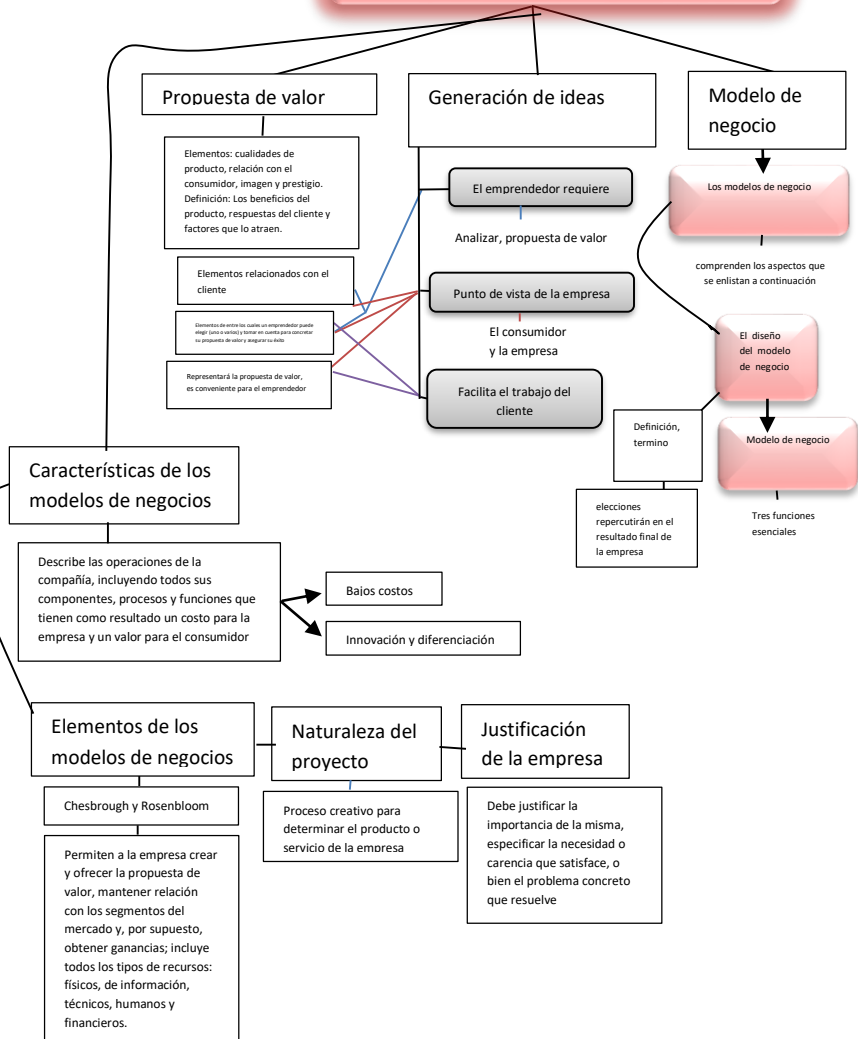 Propuesta de valor
Elementos: cualidades de
producto, relación con el
consumidor, imagen y prestigio.
Definición: Los beneficios del
producto, respuestas del cliente y
factores que lo atraen.
Elementos relacionados con el
cliente
Elementos de entre los cuales un emprendedor puede
elegir (uno o varios) y tomar en cuenta para concretar
su propuesta de valor y asegurar su éxito
Representará la propuesta de valor,
es conveniente para el emprendedor
Generación de ideas
El emprendedor requiere
Analizar, propuesta de valor
Punto de vista de la empresa
El consumidor
y la empresa
Facilita el trabajo del
cliente
Modelo de
negocio
Los modelos de negocio
comprenden los aspectos que
se enlistan a continuación
El diseño
del modelo
de negocio
Definición,
termino
elecciones
repercutirán en el
resultado final de
la empresa
Modelo de negocio
Tres funciones
esenciales
Características de los
modelos de negocios
Describe las operaciones de la
compañía, incluyendo todos sus
componentes, procesos y funciones que
tienen como resultado un costo para la
empresa y un valor para el consumidor
Bajos costos
Innovación y diferenciación
Elementos de los
modelos de negocios
Chesbrough y Rosenbloom
Permiten a la empresa crear
y ofrecer la propuesta de
valor, mantener relación
con los segmentos del
mercado y, por supuesto,
obtener ganancias; incluye
todos los tipos de recursos:
físicos, de información,
técnicos, humanos y
financieros.
Naturaleza del
proyecto
Proceso creativo para
determinar el producto o
servicio de la empresa
Justificación
de la empresa
Debe justificar la
importancia de la misma,
especificar la necesidad o
carencia que satisface, o
bien el problema concreto
que resuelve